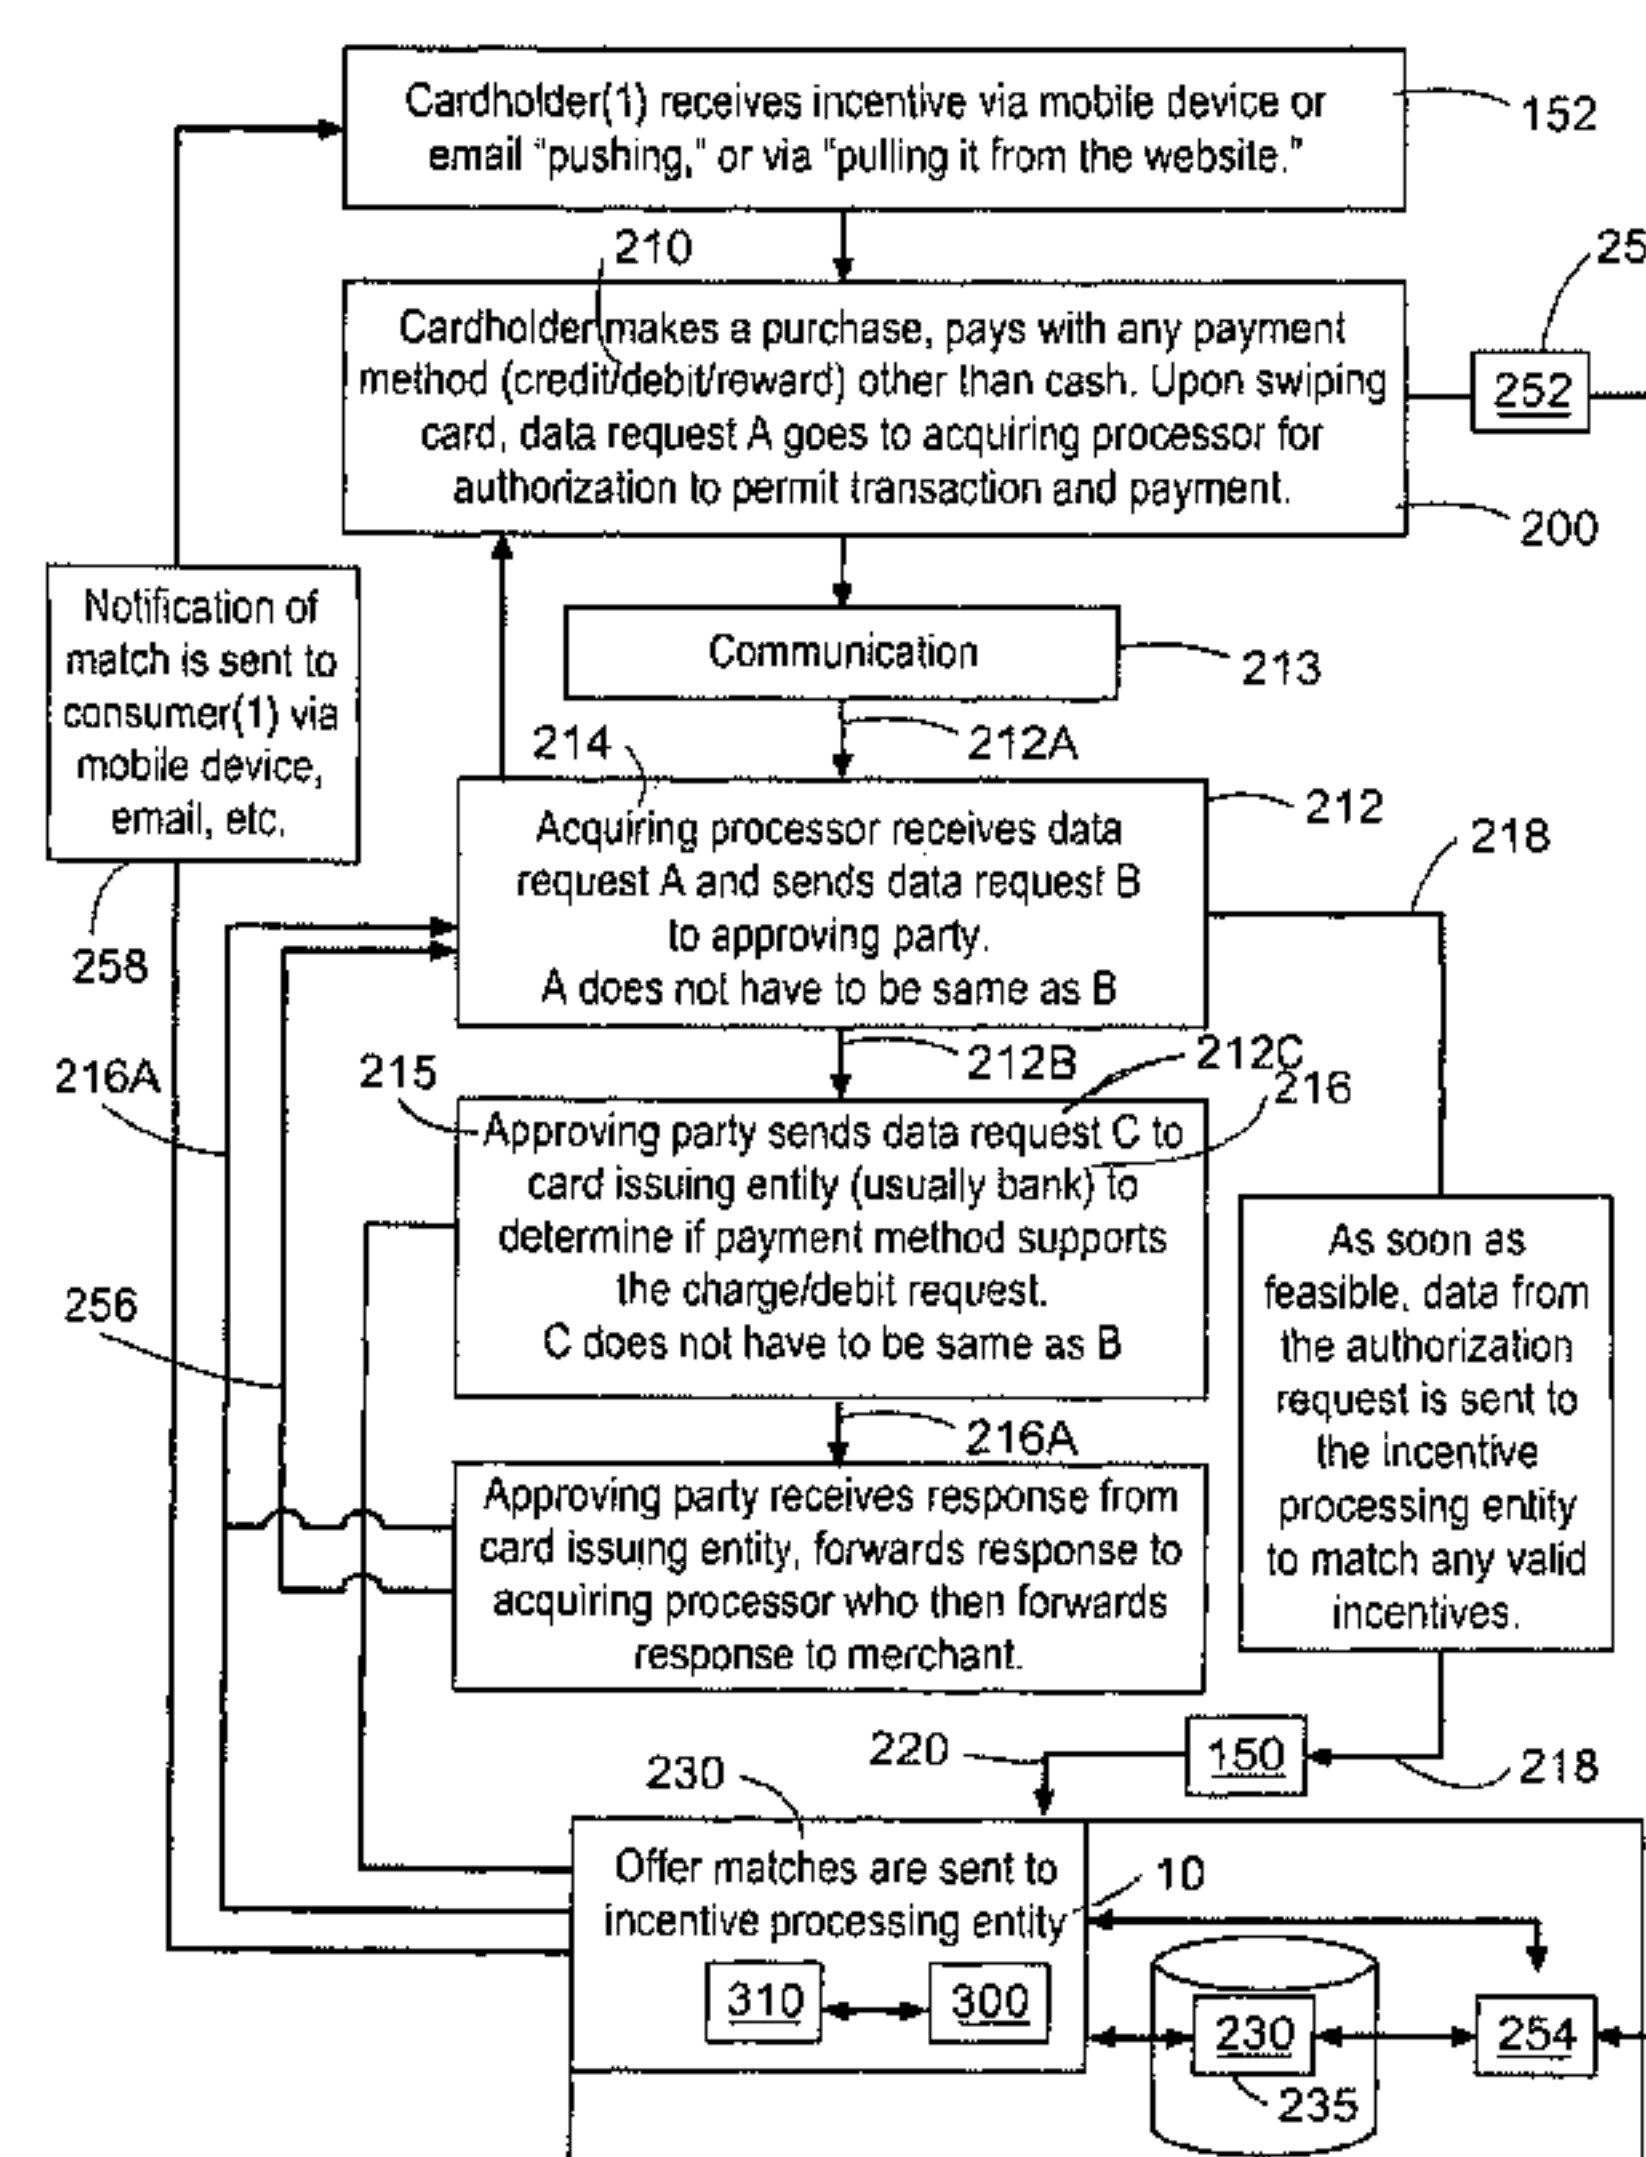 Cardholder(1) receives incentive via mobile device or
email "pushing," or via "pulling it from the website."
152
210
25
Cardholder makes a purchase, pays with any payment
method (credit/debit/reward) other than cash. Upon swiping
card, data request A goes to acquiring processor for
authorization to permit transaction and payment.
252
200
Notification of
match is sent to
consumer(1) via
mobile device,
email, etc.
258
Communication
213
212A
214
212
Acquiring processor receives data
request A and sends data request B
to approving party.
A does not have to be same as B
218
212B
212C
216
216A
215
Approving party sends data request C to
card issuing entity (usually bank) to
determine if payment method supports
the charge/debit request.
C does not have to be same as B
256
As soon as
feasible, data from
the authorization
request is sent to
the incentive
processing entity
to match any valid
incentives.
216A
Approving party receives response from
card issuing entity, forwards response to
acquiring processor who then forwards
response to merchant.
220
150
218
230
Offer matches are sent to
incentive processing entity
10
310
300
230
254
235